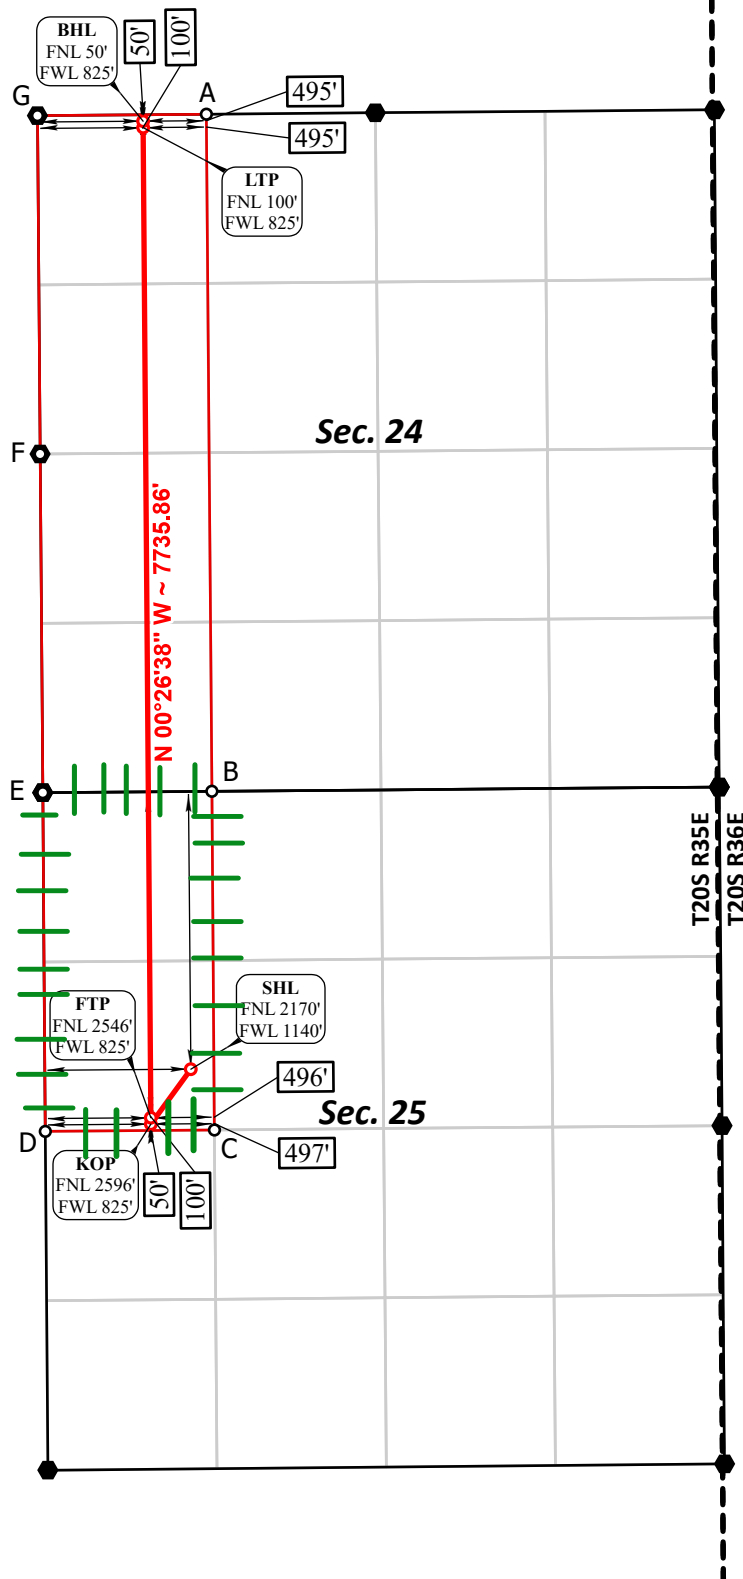 BHL
FNL 50'
FWL 825'
50'
100'
G
A
495'
495'
LTP
FNL 100'
FWL 825'
Sec. 24
F
N 00°26'38" W ~ 7735.86'
E
B
T20S R35E
T20S R36E
SHL
FNL 2170'
FWL 1140'
FTP
FNL 2546'
FWL 825'
496'
Sec. 25
D
C
497'
KOP
FNL 2596'
FWL 825'
50'
100'